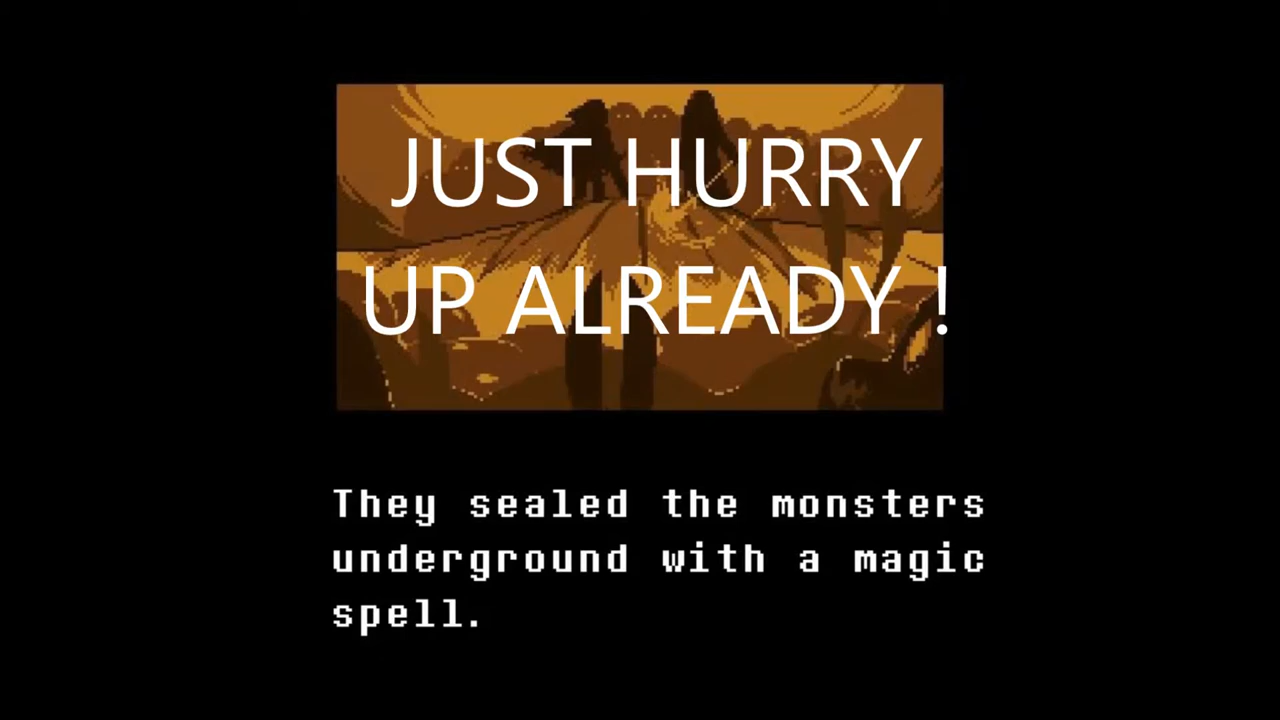 JUST HURRY
UP ALREADY !
They sealed the monsters
underground with a magic
spell.